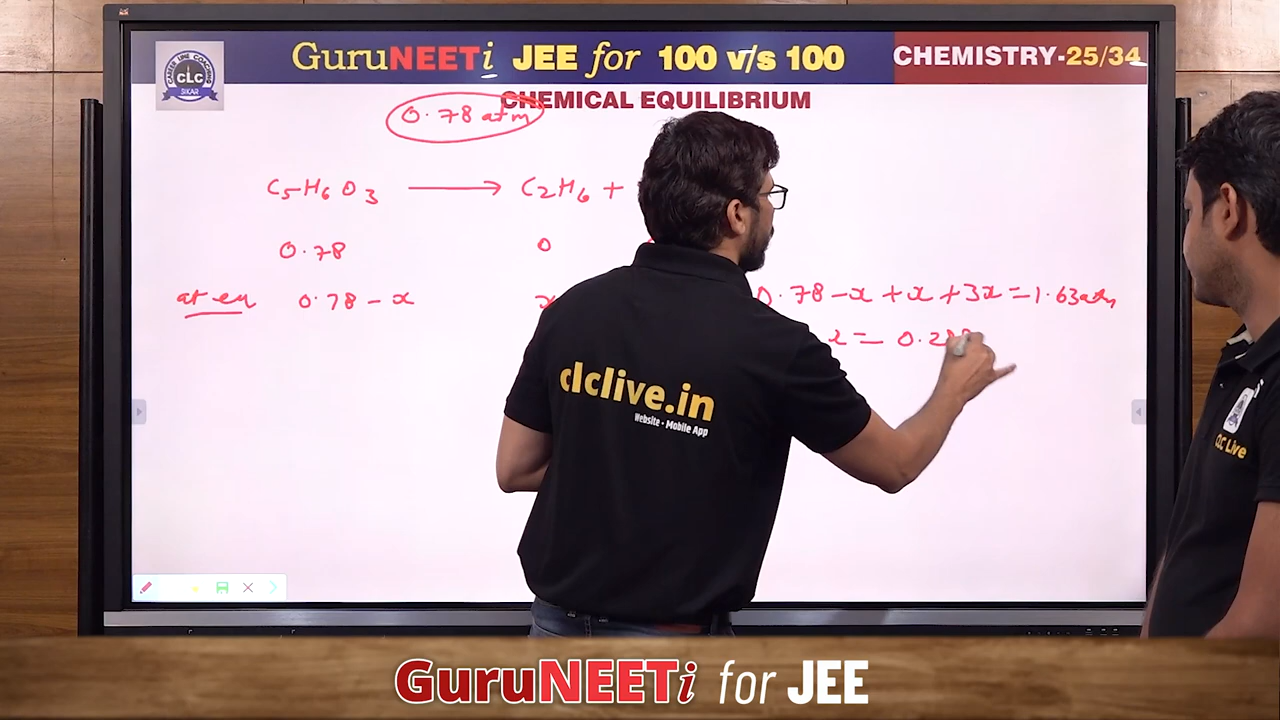 GuruNEETi JEE for 100 v/s 100
CHEMISTRY-25/34
CLC
SIKAR
CHEMICAL EQUILIBRIUM
0.78 atm
C5H6O3 ⟶ C2H6 +
0.78 0
at eq 0.78 - x x 0.78 - x + x + 3x = 1.63 atm
x = 0.2
clclive.in
Website • Mobile App
CLC Live
GuruNEETi for JEE